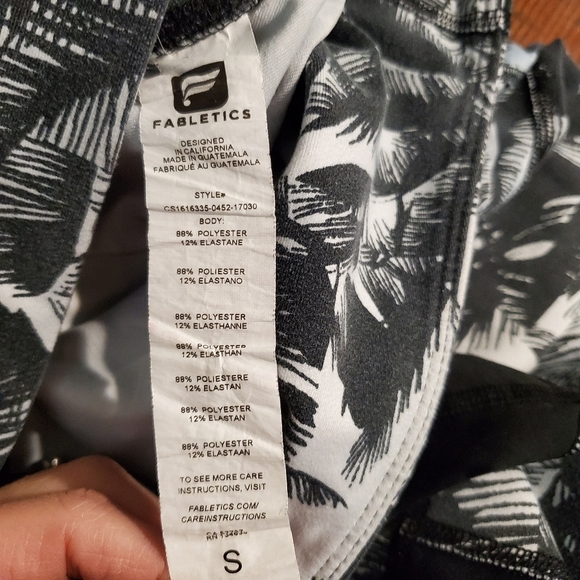 FABLETICS
DESIGNED
IN CALIFORNIA
MADE IN GUATEMALA
FABRIQUÉ AU GUATEMALA
STYLE#
CS1616335-0452-17030
BODY:
88% POLYESTER
12% ELASTANE
88% POLIESTER
12% ELASTANO
88% POLYESTER
12% ELASTHANNE
88% POLYESTER
12% ELASTHAN
88% POLIESTERE
12% ELASTAN
88% POLYESTER
12% ELASTAN
88% POLYESTER
12% ELASTAAN
TO SEE MORE CARE
INSTRUCTIONS, VISIT
FABLETICS.COM/
CAREINSTRUCTIONS
S